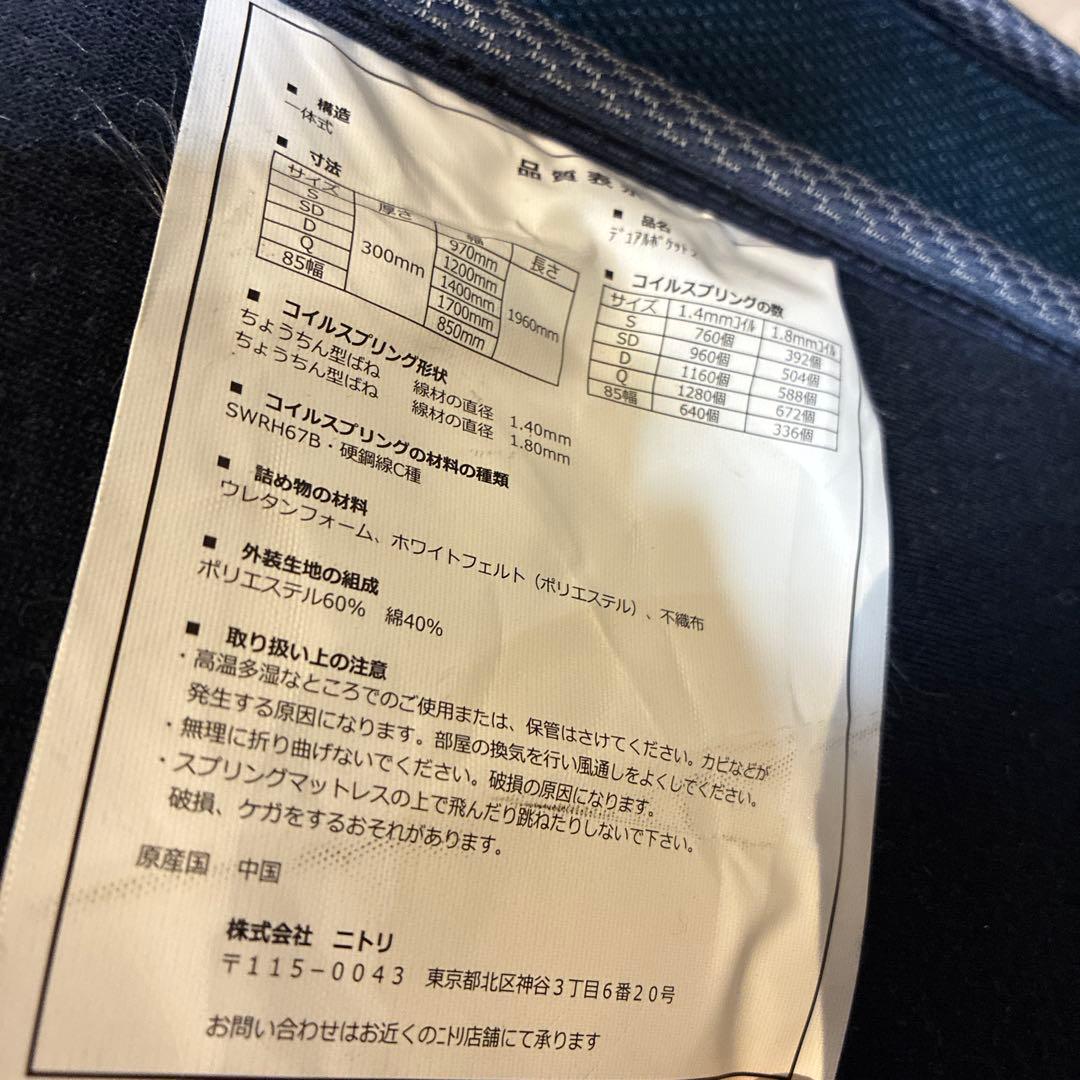 品質表示
■ 構造
一体式
■ 寸法
サイズ 厚さ 幅 長さ
S 300mm 970mm 1960mm
SD 1200mm
D 1400mm
Q 1700mm
85幅 850mm
■ 品名
ﾃﾞｭｱﾙﾎﾟｹｯﾄ
■ コイルスプリングの数
サイズ 1.4mmｺｲﾙ 1.8mmｺｲﾙ
S 760個 392個
SD 960個 504個
D 1160個 588個
Q 1280個 672個
85幅 640個 336個
■ コイルスプリング形状
ちょうちん型ばね 線材の直径 1.40mm
ちょうちん型ばね 線材の直径 1.80mm
■ コイルスプリングの材料の種類
SWRH67B・硬鋼線C種
■ 詰め物の材料
ウレタンフォーム、ホワイトフェルト（ポリエステル）、不織布
■ 外装生地の組成
ポリエステル60% 綿40%
■ 取り扱い上の注意
・高温多湿なところでのご使用または、保管はさけてください。カビなどが
発生する原因になります。部屋の換気を行い風通しをよくしてください。
・無理に折り曲げないでください。破損の原因になります。
・スプリングマットレスの上で飛んだり跳ねたりしないで下さい。
破損、ケガをするおそれがあります。
原産国 中国
株式会社 ニトリ
〒115－0043 東京都北区神谷3丁目6番20号
お問い合わせはお近くのﾆﾄﾘ店舗にて承ります